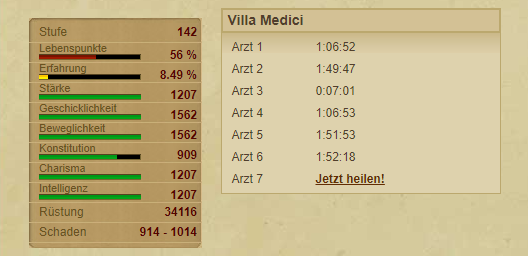 Stufe 142
Lebenspunkte
56 %
Erfahrung
8.49 %
Stärke
1207
Geschicklichkeit
1562
Beweglichkeit
1562
Konstitution
909
Charisma
1207
Intelligenz
1207
Rüstung 34116
Schaden 914 - 1014
Villa Medici
Arzt 1 1:06:52
Arzt 2 1:49:47
Arzt 3 0:07:01
Arzt 4 1:06:53
Arzt 5 1:51:53
Arzt 6 1:52:18
Arzt 7 Jetzt heilen!